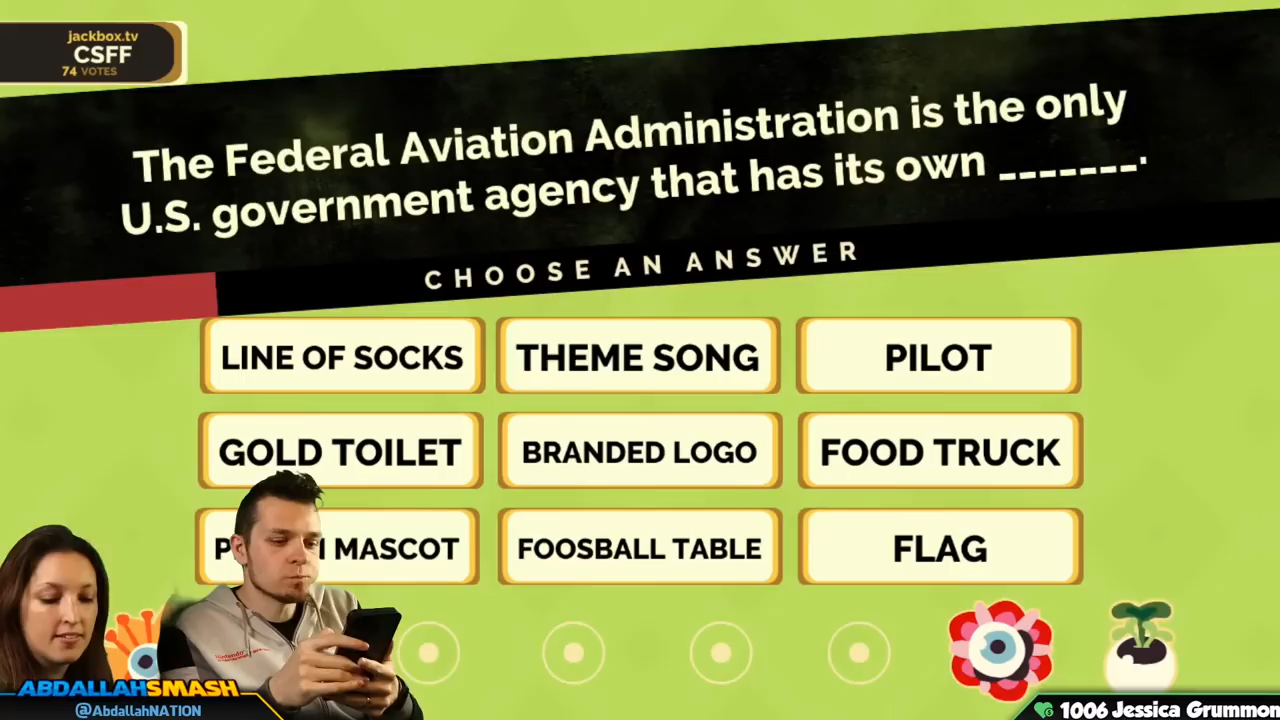 jackbox.tv
CSFF
74 VOTES
The Federal Aviation Administration is the only
U.S. government agency that has its own _______.
CHOOSE AN ANSWER
LINE OF SOCKS
THEME SONG
PILOT
GOLD TOILET
BRANDED LOGO
FOOD TRUCK
MASCOT
FOOSBALL TABLE
FLAG
ABDALLAHSMASH
@AbdallahNATION
1006 Jessica Grummon